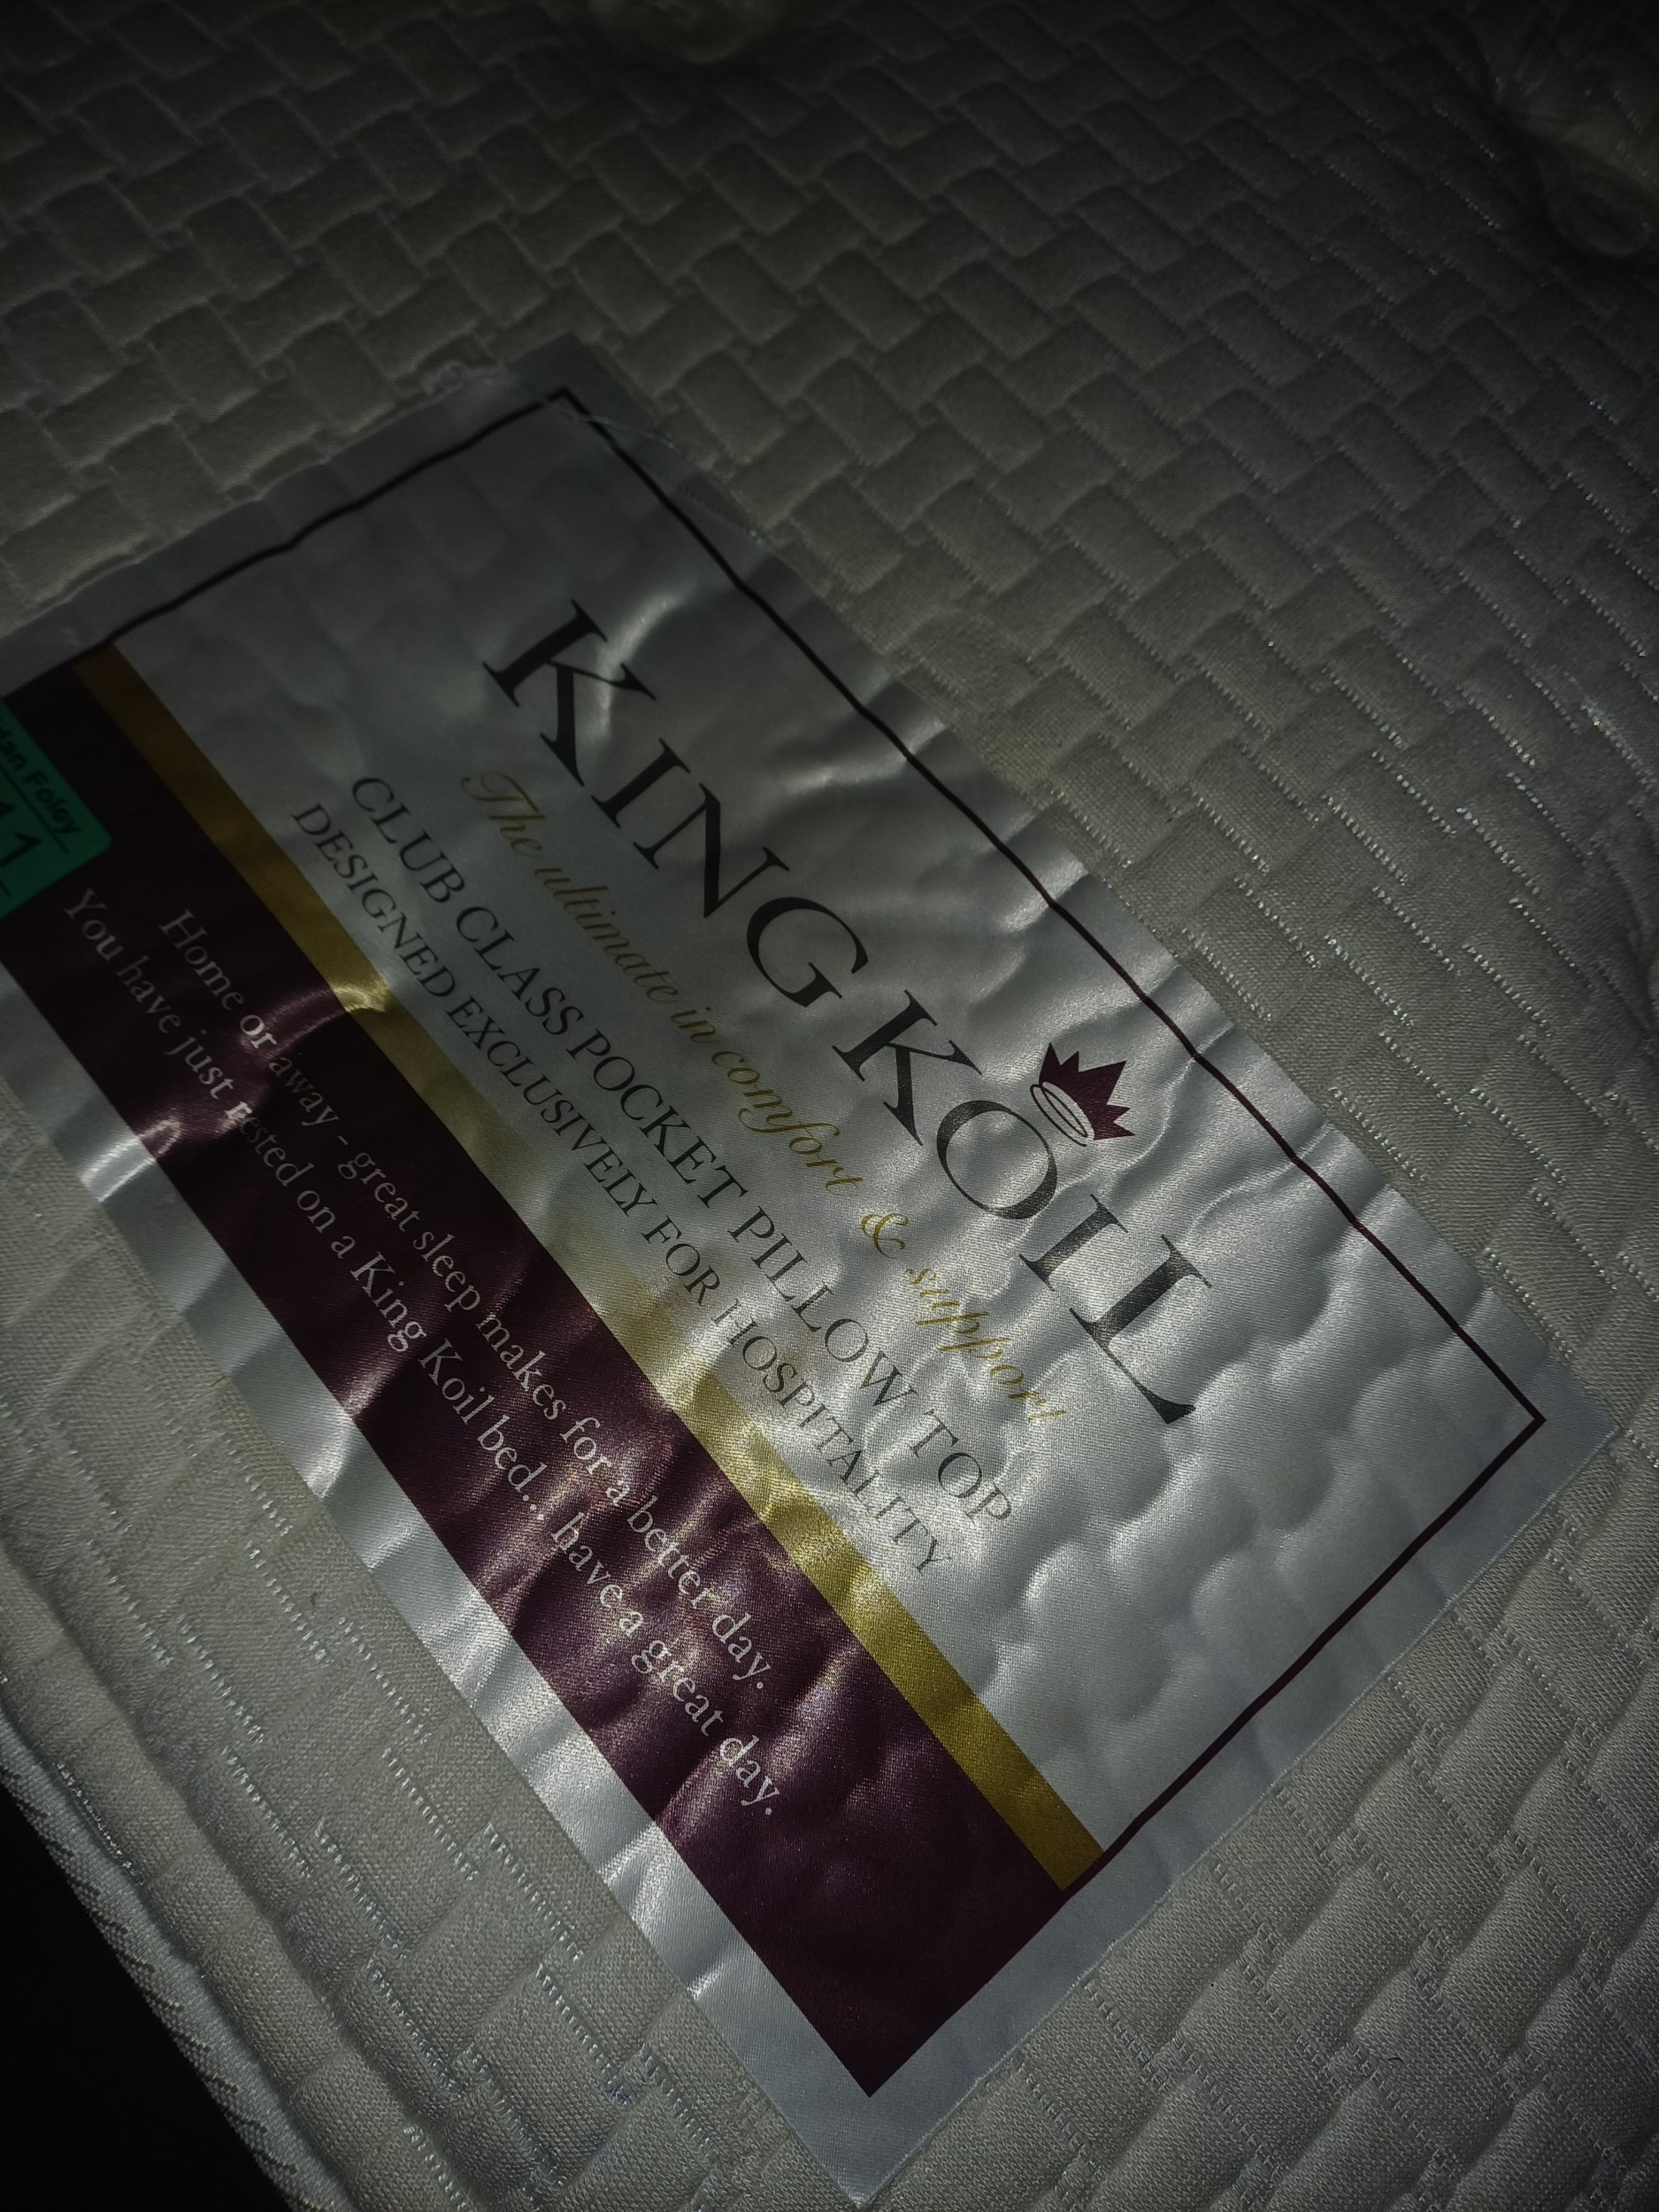 KING KOIL
The ultimate in comfort & support
CLUB CLASS POCKET PILLOW TOP
DESIGNED EXCLUSIVELY FOR HOSPITALITY
Home or away - great sleep makes for a better day.
You have just rested on a King Koil bed... have a great day.
Foley